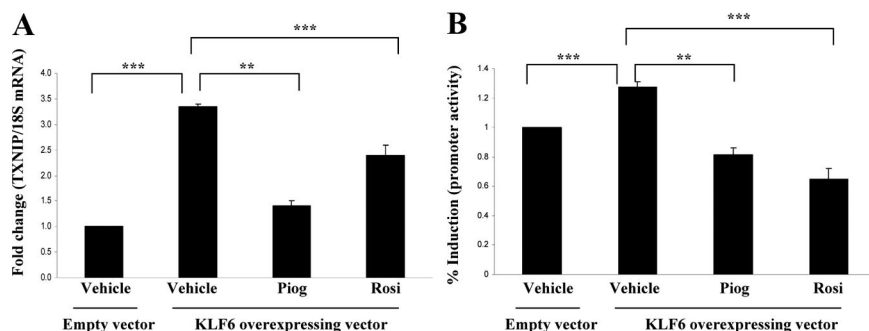 A
***
***
**
Fold change (TXNIP/18S mRNA)
4.0
3.5
3.0
2.5
2.0
1.5
1.0
0.5
0.0
Vehicle Vehicle Piog Rosi
Empty vector KLF6 overexpressing vector
B
***
***
**
% Induction (promoter activity)
1.4
1.2
1
0.8
0.6
0.4
0.2
0
Vehicle Vehicle Piog Rosi
Empty vector KLF6 overexpressing vector